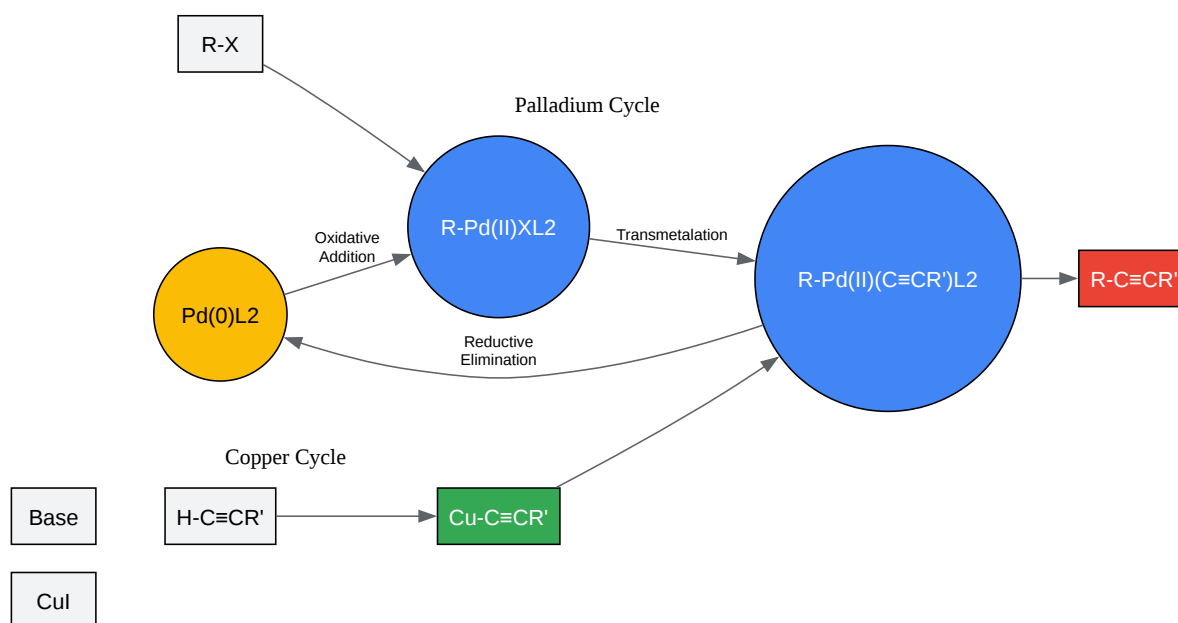 R-X
Palladium Cycle
R-Pd(II)XL2
Transmetalation
Oxidative
Addition
R-Pd(II)(C≡CR')L2
R-C≡CR'
Pd(0)L2
Reductive
Elimination
Copper Cycle
Base
H-C≡CR'
Cu-C≡CR'
CuI